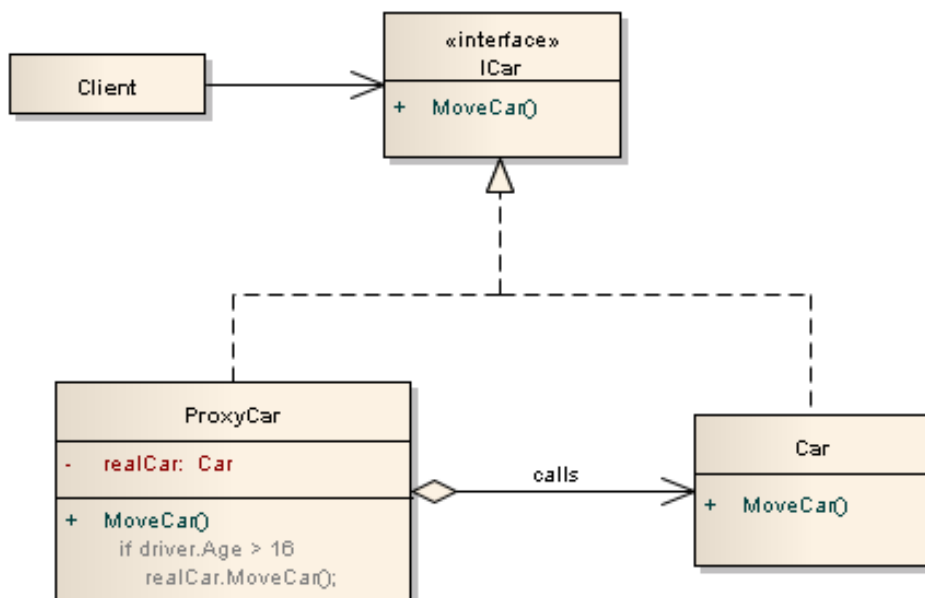 Client
«interface»
ICar
+ MoveCar()
ProxyCar
- realCar: Car
+ MoveCar()
if driver.Age > 16
realCar.MoveCar();
calls
Car
+ MoveCar()